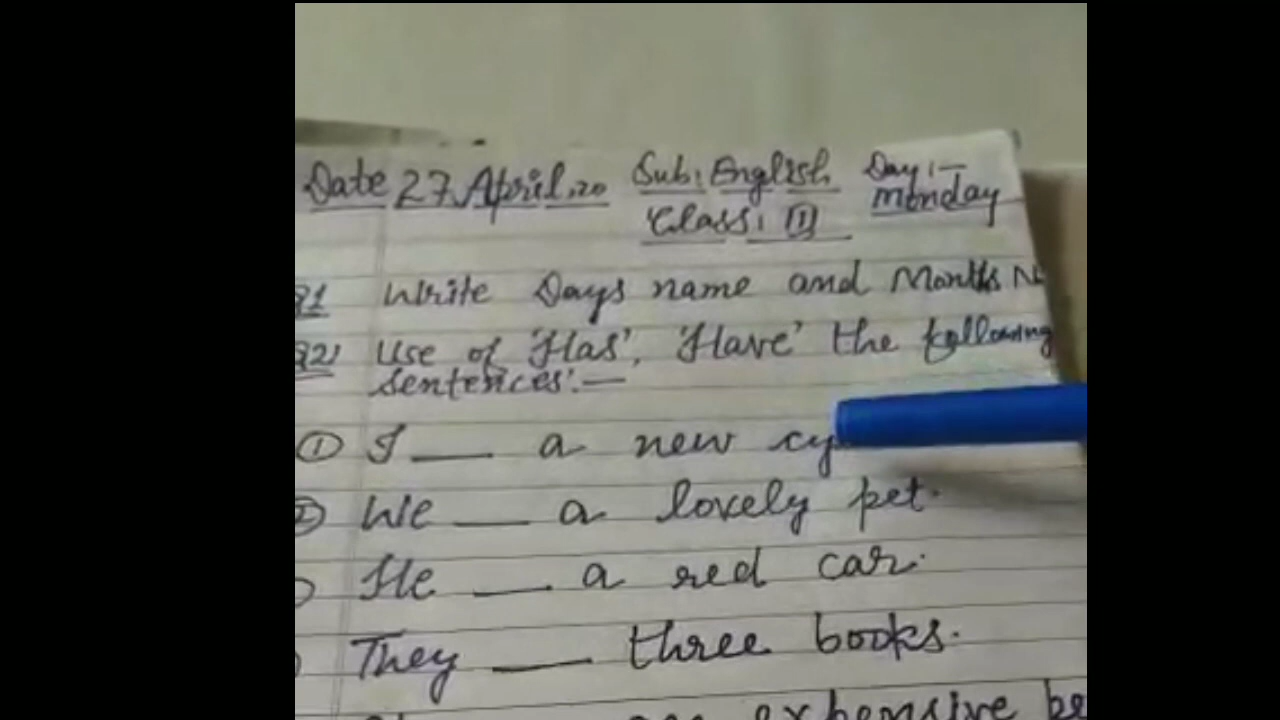 Date 27 April, 20 Sub: English Day:-
Class: II Monday
Q1 Write Days name and Months
Q2) Use of 'Has', 'Have' the following
sentences:-
① I ___ a new
② We ___ a lovely pet.
He ___ a red car.
They ___ three books.
expensive